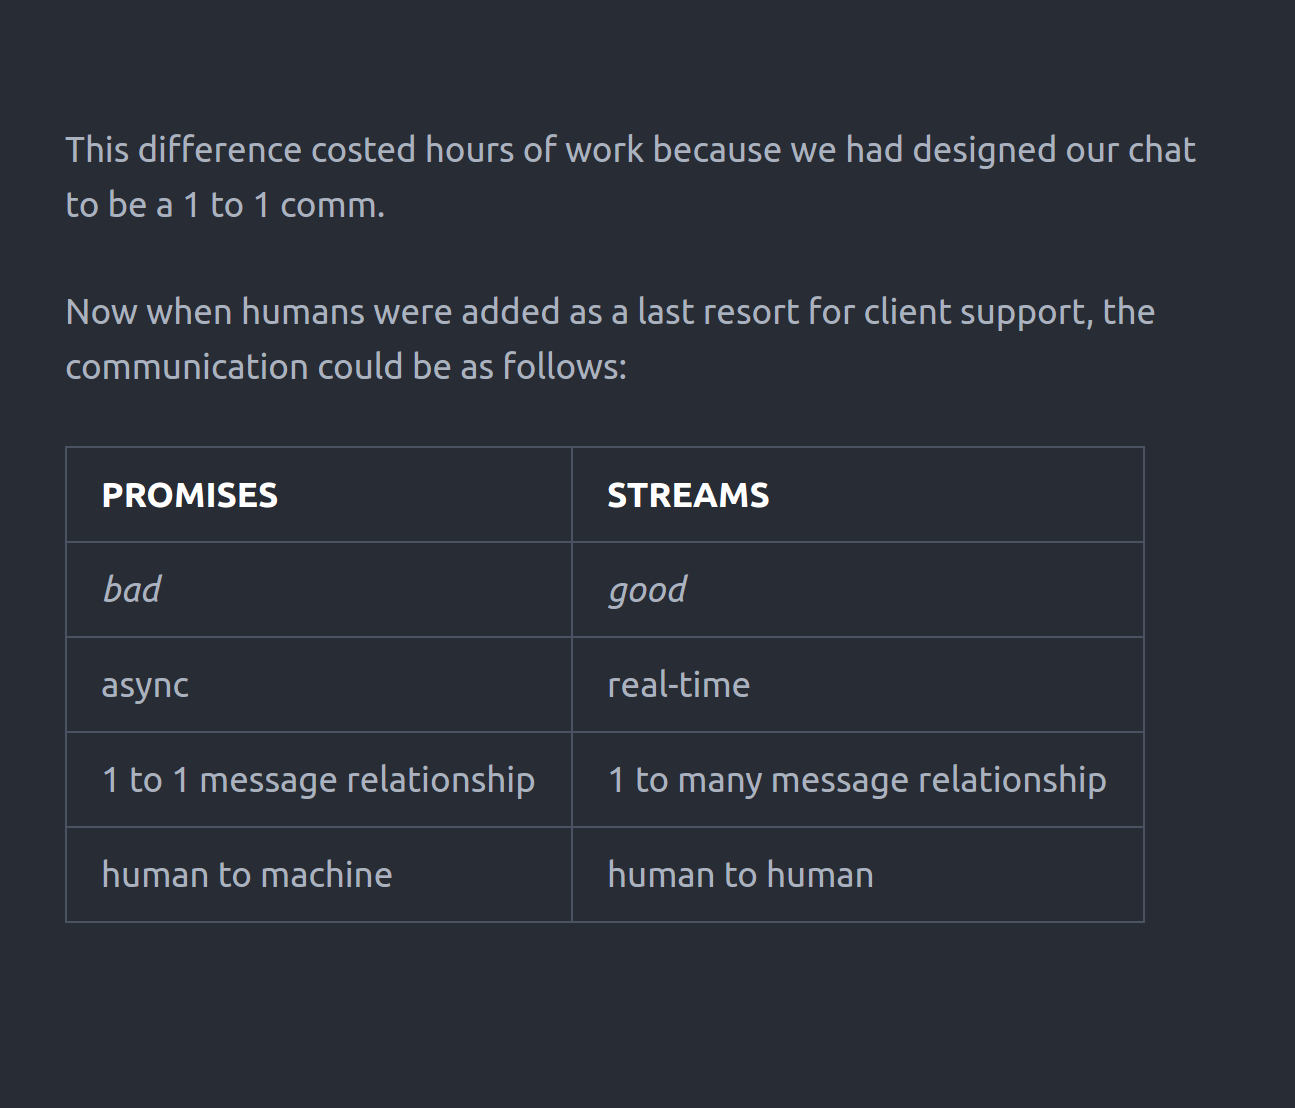 This difference costed hours of work because we had designed our chat
to be a 1 to 1 comm.
Now when humans were added as a last resort for client support, the
communication could be as follows:
PROMISES STREAMS
bad good
async real-time
1 to 1 message relationship 1 to many message relationship
human to machine human to human